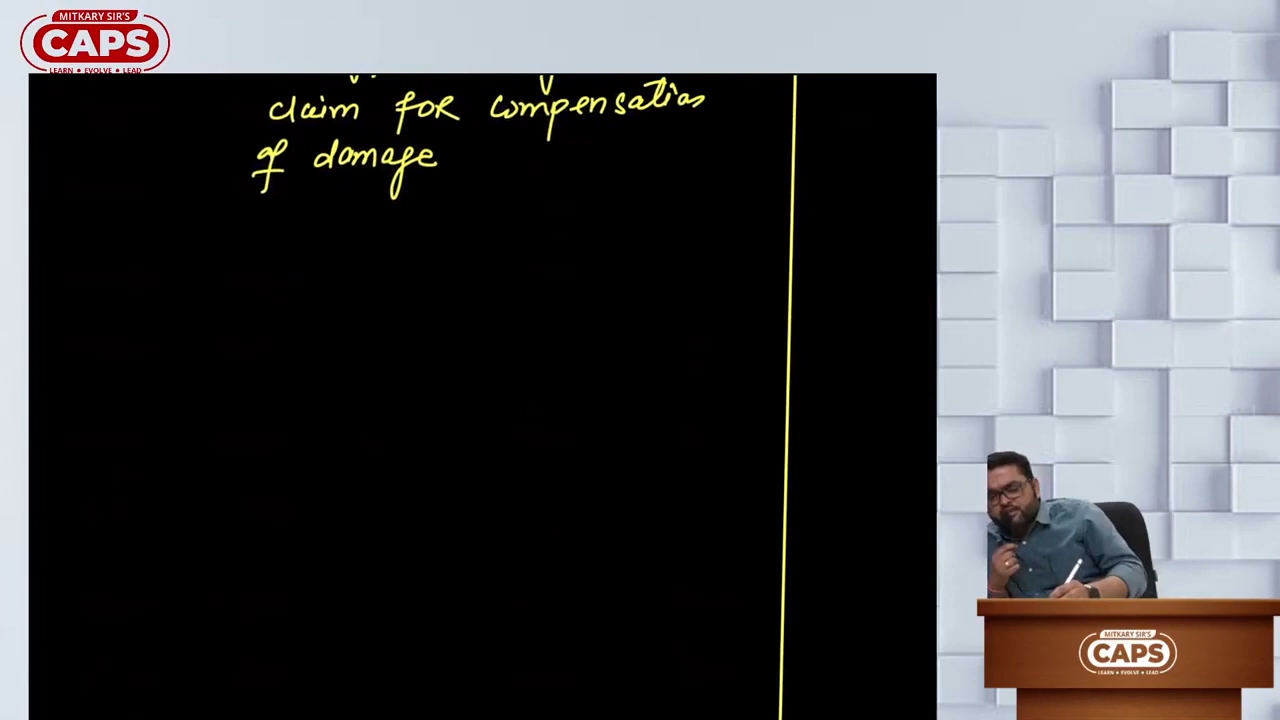 MITKARY SIR'S
CAPS
LEARN • EVOLVE • LEAD
claim for compensation
of damage
MITKARY SIR'S
CAPS
LEARN • EVOLVE • LEAD